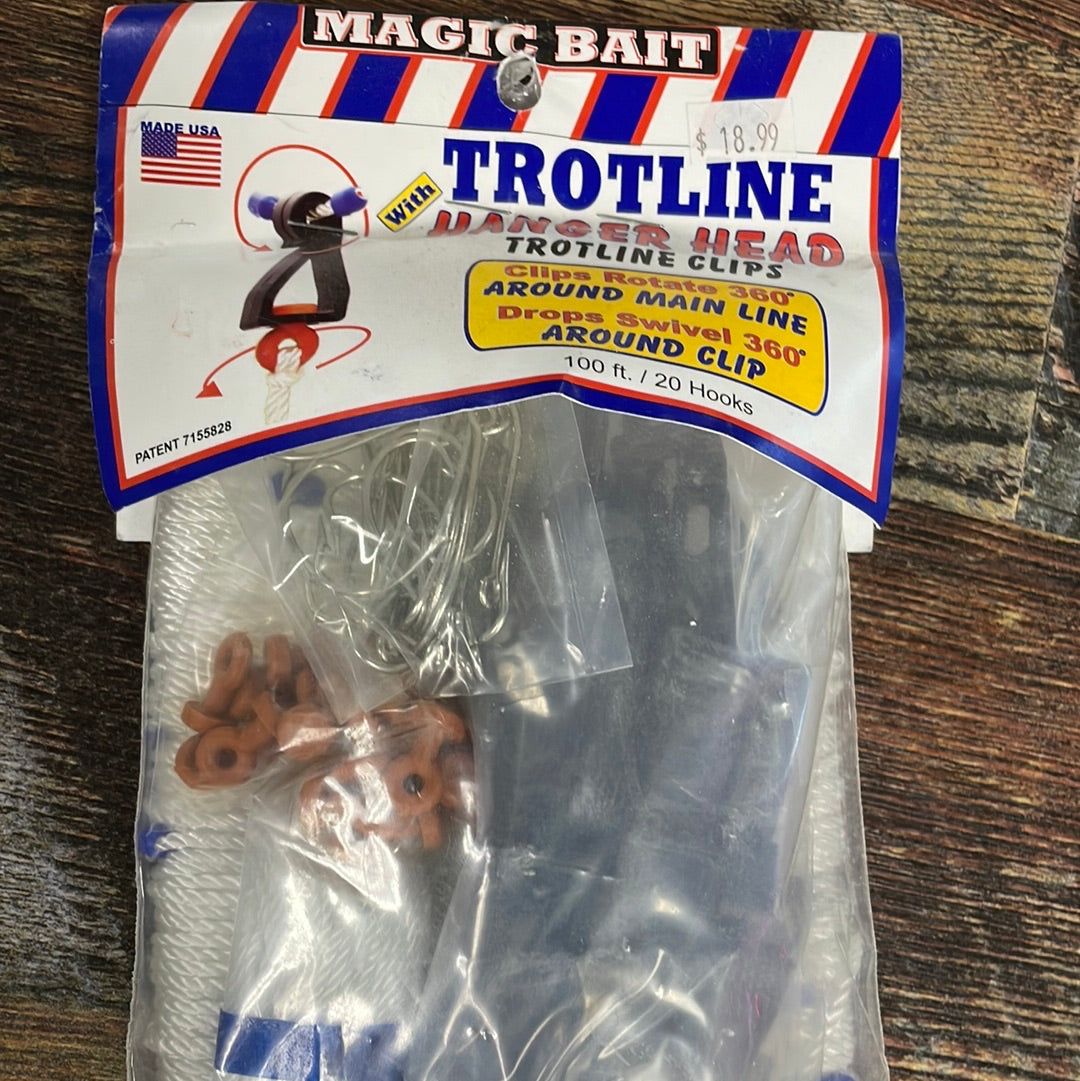 MAGIC BAIT
$ 18.99
MADE USA
With
TROTLINE
HANGER HEAD
TROTLINE CLIPS
Clips Rotate 360°
AROUND MAIN LINE
Drops Swivel 360°
AROUND CLIP
100 ft. / 20 Hooks
PATENT 7155828